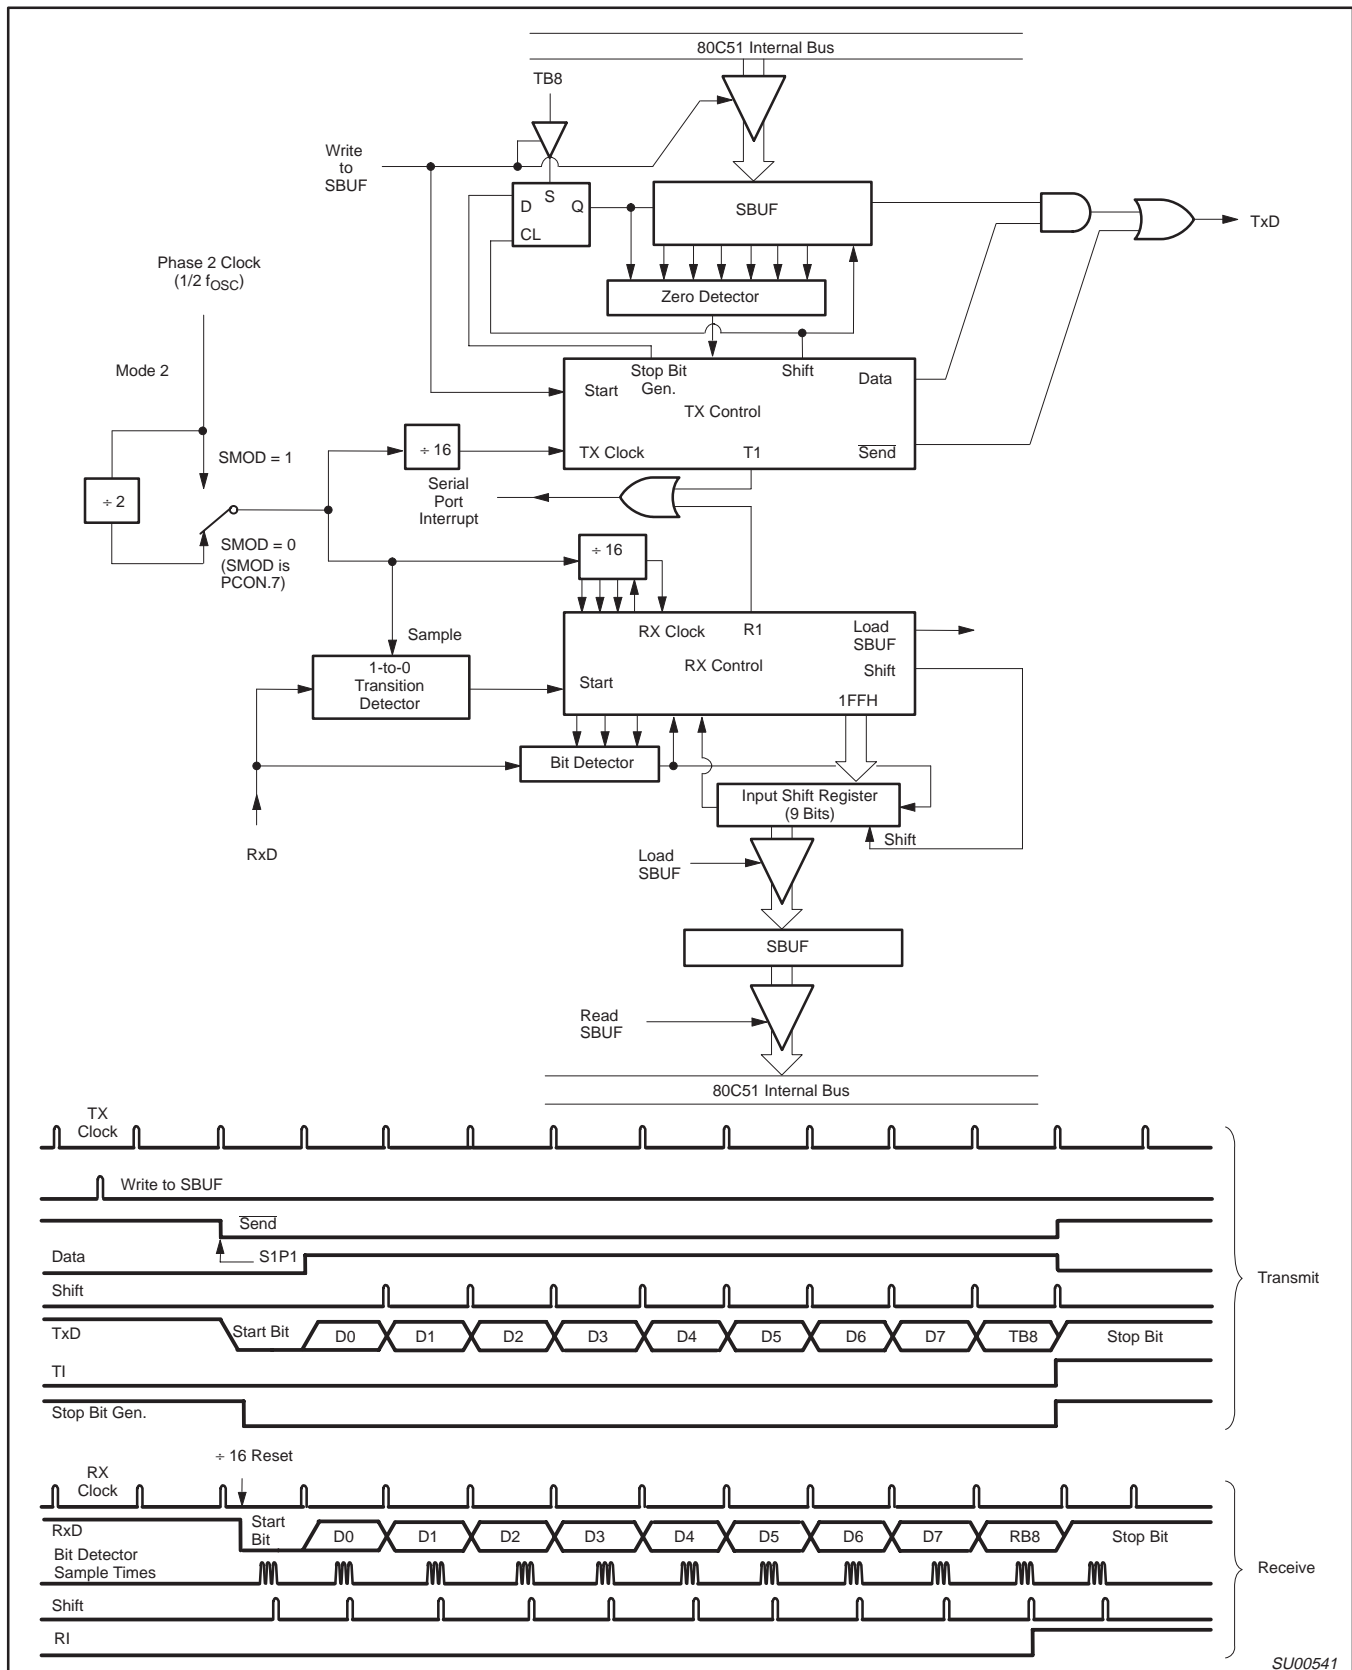 80C51 Internal Bus
TB8
Write
to
SBUF
S
D
Q
CL
SBUF
TxD
Phase 2 Clock
(1/2 fOSC)
Zero Detector
Mode 2
Stop Bit
Gen.
Shift
Data
Start
TX Control
SMOD = 1
÷ 16
TX Clock
T1
Send
÷ 2
Serial
Port
Interrupt
SMOD = 0
(SMOD is
PCON.7)
÷ 16
Sample
RX Clock
R1
Load
SBUF
RX Control
Shift
1-to-0
Transition
Detector
Start
1FFH
Bit Detector
Input Shift Register
(9 Bits)
Shift
RxD
Load
SBUF
SBUF
Read
SBUF
80C51 Internal Bus
TX
Clock
Write to SBUF
Send
Data
S1P1
Shift
Transmit
TxD
Start Bit
D0
D1
D2
D3
D4
D5
D6
D7
TB8
Stop Bit
TI
Stop Bit Gen.
÷ 16 Reset
RX
Clock
RxD
Start
Bit
D0
D1
D2
D3
D4
D5
D6
D7
RB8
Stop Bit
Bit Detector
Sample Times
Receive
Shift
RI
SU00541